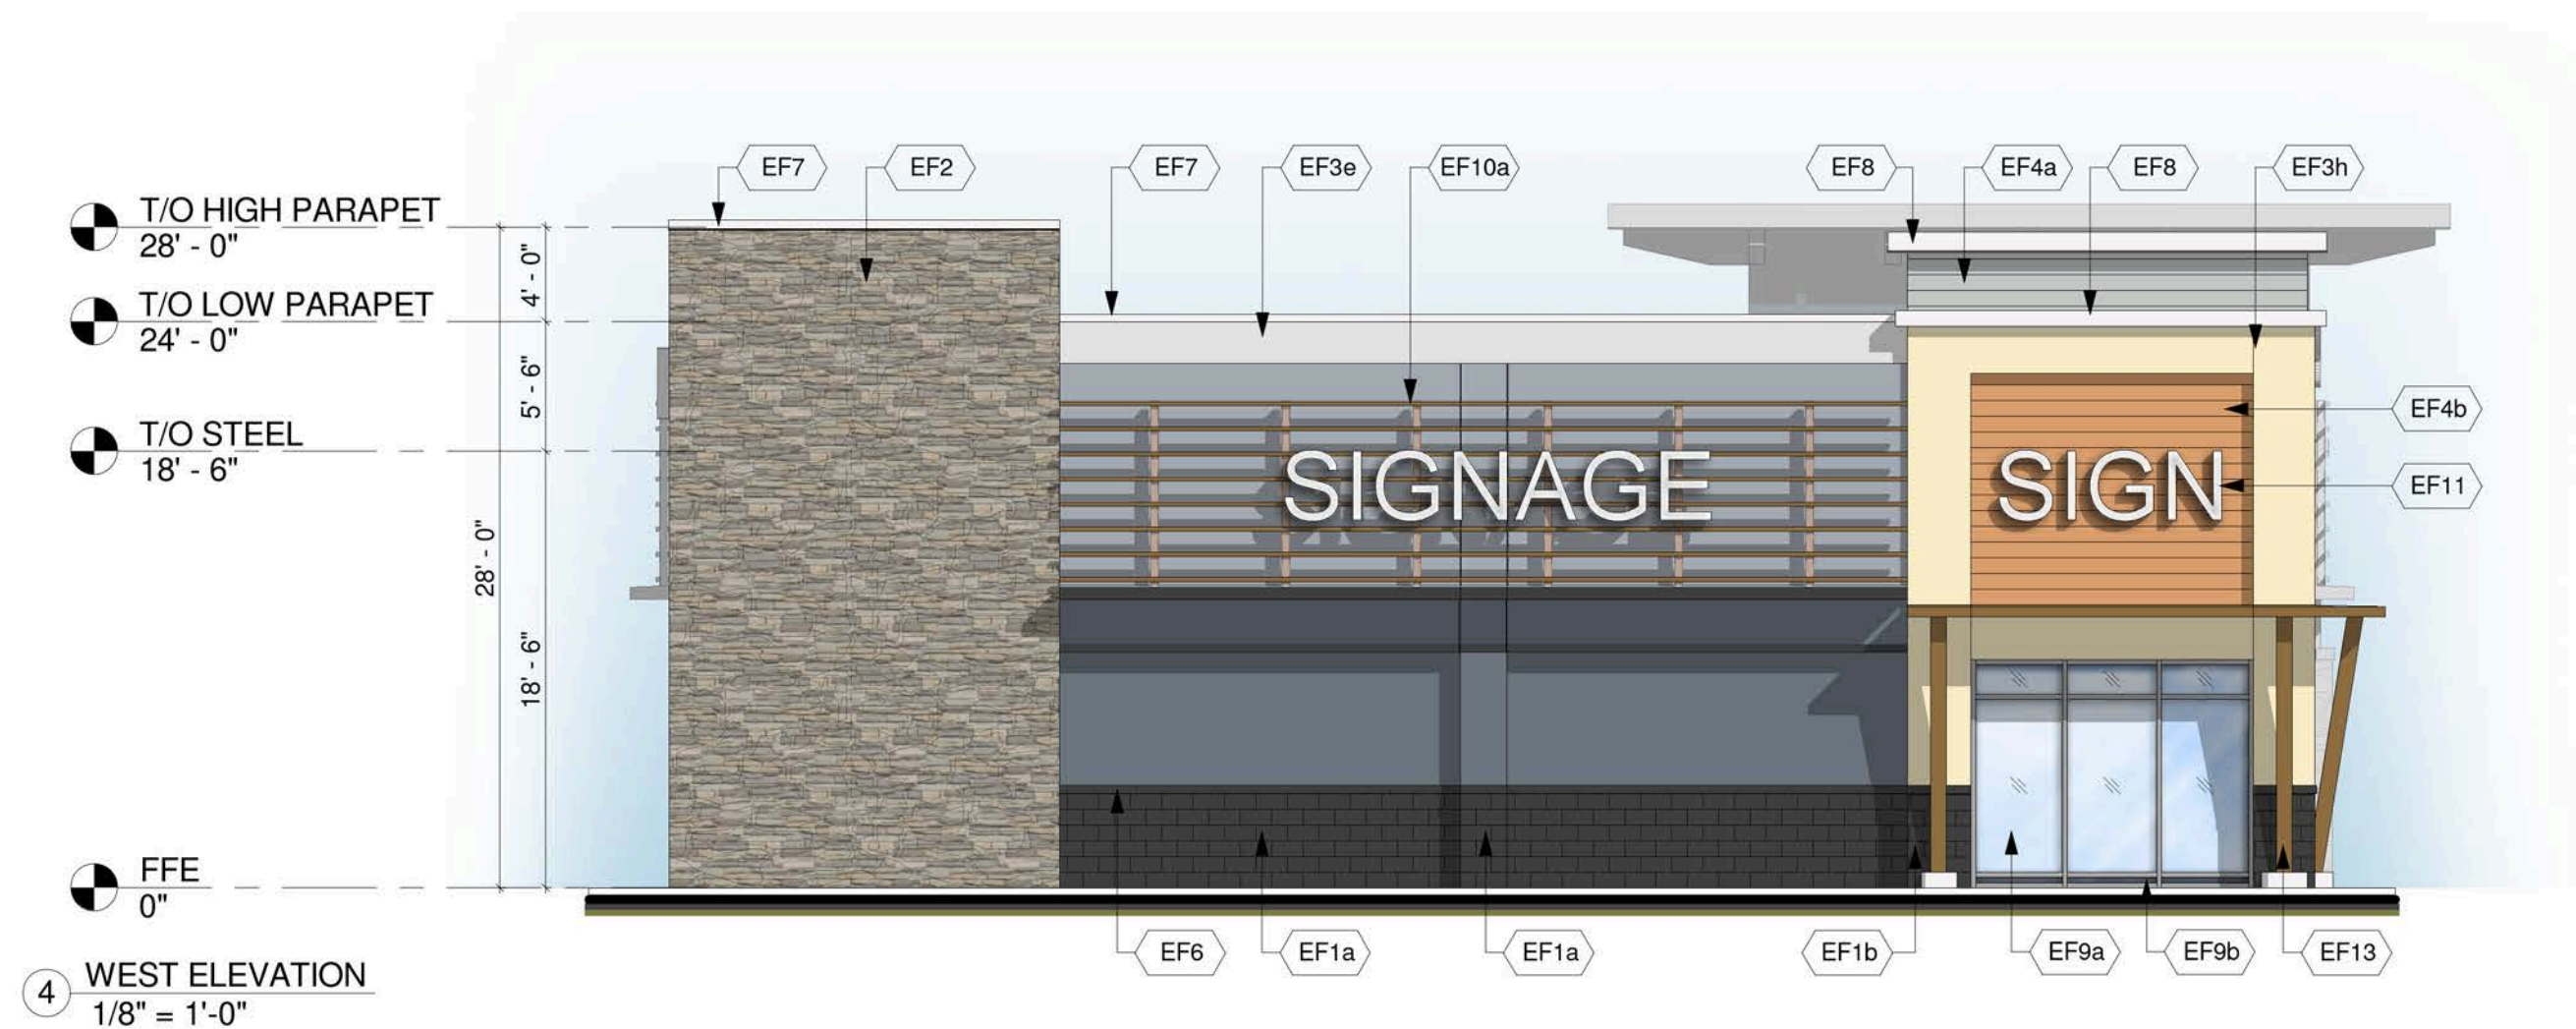 EF7
EF2
EF7
EF3e
EF10a
EF8
EF4a
EF8
EF3h
T/O HIGH PARAPET
28' - 0"
4' - 0"
T/O LOW PARAPET
24' - 0"
5' - 6"
T/O STEEL
18' - 6"
EF4b
SIGNAGE
SIGN
EF11
28' - 0"
18' - 6"
FFE
0"
EF6
EF1a
EF1a
EF1b
EF9a
EF9b
EF13
4
WEST ELEVATION
1/8" = 1'-0"